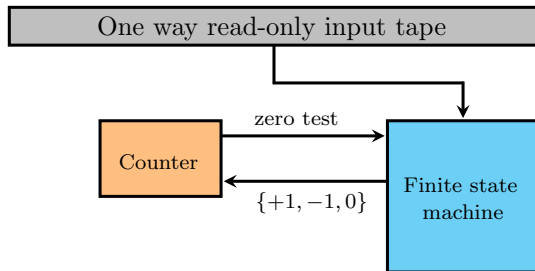 One way read-only input tape
zero test
Counter
{+1, −1, 0}
Finite state
machine